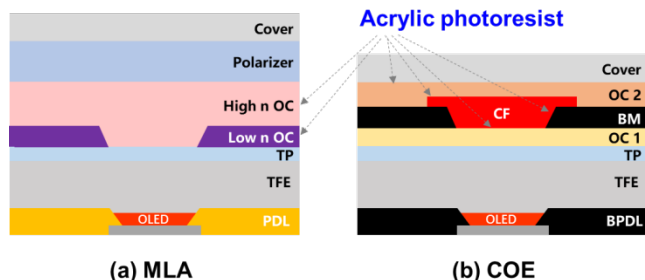 Acrylic photoresist
Cover
Polarizer
High n OC
Low n OC
TP
TFE
OLED
PDL
(a) MLA
Cover
OC 2
CF
BM
OC 1
TP
TFE
OLED
BPDL
(b) COE